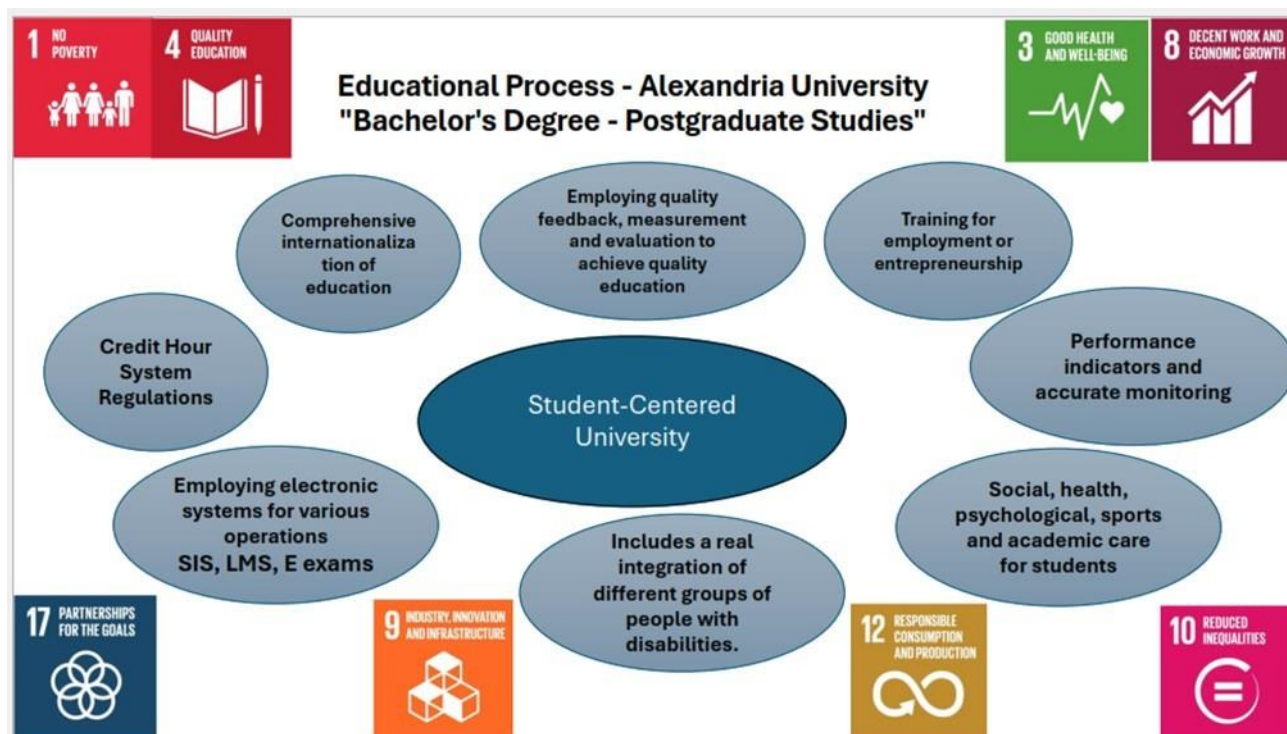 1 NO
POVERTY
4 QUALITY
EDUCATION
3 GOOD HEALTH
AND WELL-BEING
8 DECENT WORK AND
ECONOMIC GROWTH
Educational Process - Alexandria University
"Bachelor's Degree - Postgraduate Studies"
Comprehensive
internationaliza
tion of
education
Employing quality
feedback, measurement
and evaluation to
achieve quality
education
Training for
employment or
entrepreneurship
Credit Hour
System
Regulations
Student-Centered
University
Performance
indicators and
accurate monitoring
Employing electronic
systems for various
operations
SIS, LMS, E exams
Includes a real
integration of
different groups of
people with
disabilities.
Social, health,
psychological, sports
and academic care
for students
17 PARTNERSHIPS
FOR THE GOALS
9 INDUSTRY, INNOVATION
AND INFRASTRUCTURE
12 RESPONSIBLE
CONSUMPTION
AND PRODUCTION
10 REDUCED
INEQUALITIES